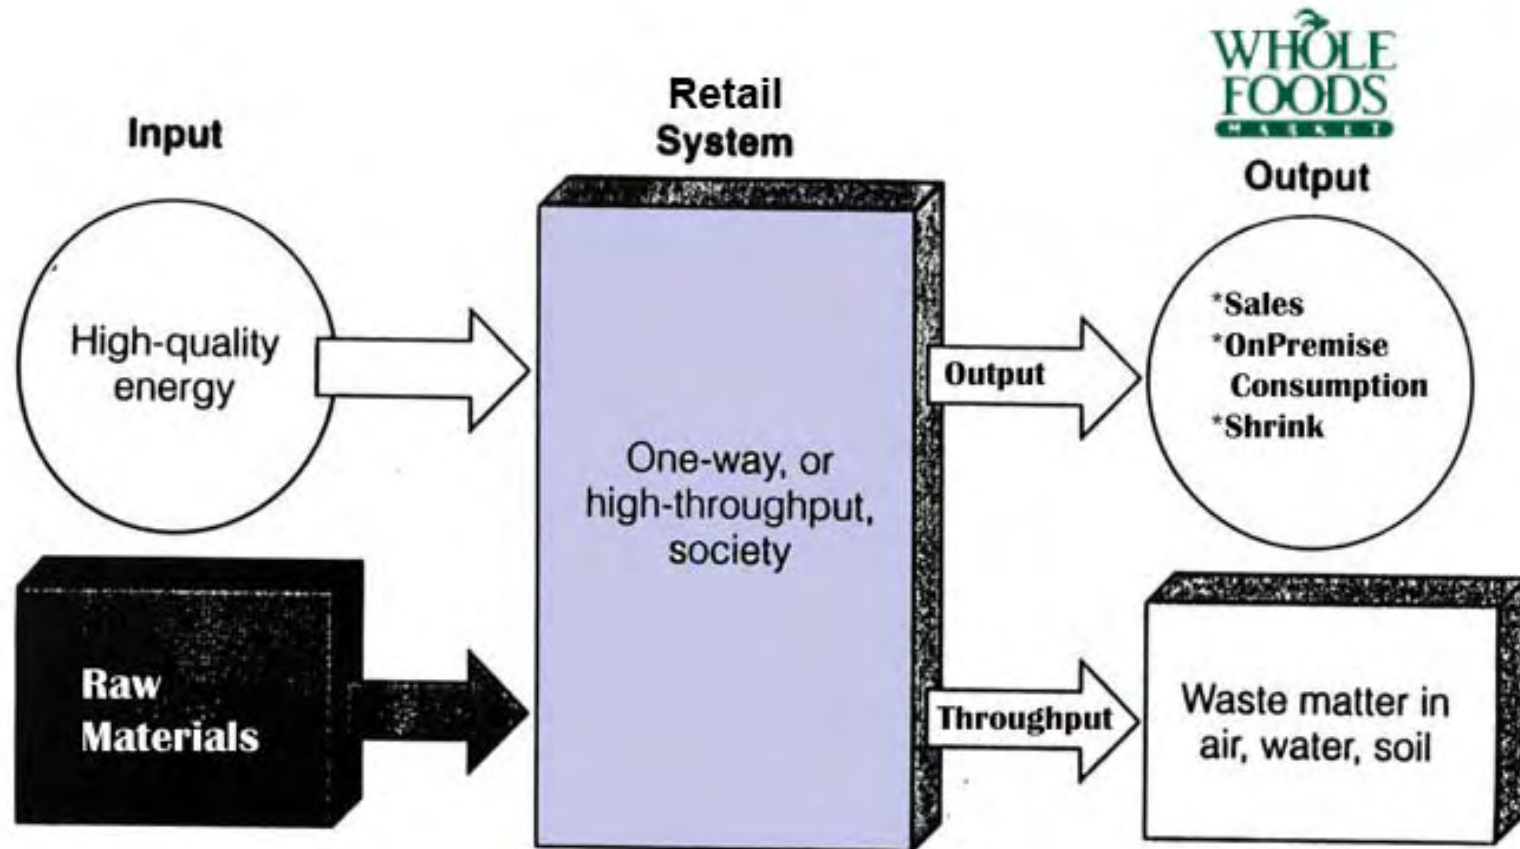 WHOLE
FOODS
MARKET
Input
Retail
System
Output
High-quality
energy
Raw
Materials
One-way, or
high-throughput,
society
Output
Throughput
*Sales
*OnPremise
Consumption
*Shrink
Waste matter in
air, water, soil